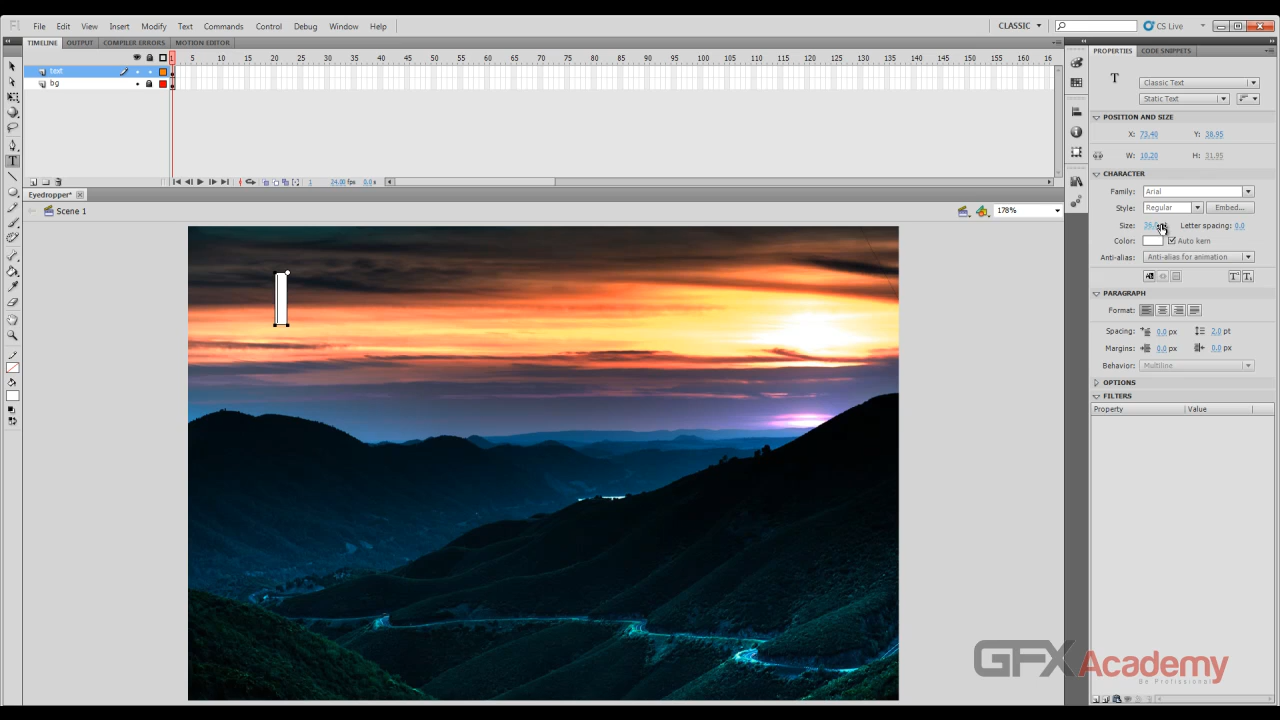 Fl File Edit View Insert Modify Text Commands Control Debug Window Help CLASSIC CS Live
TIMELINE OUTPUT COMPILER ERRORS MOTION EDITOR
PROPERTIES CODE SNIPPETS
1 5 10 15 20 25 30 35 40 45 50 55 60 65 70 75 80 85 90 95 100 105 110 115 120 125 130 135 140 145 150 155 160 16
text
bg
T Classic Text
Static Text
POSITION AND SIZE
X: 73,40 Y: 38,95
W: 10,20 H: 31,95
CHARACTER
Family: Arial
Style: Regular Embed...
Size: Letter spacing: 0,0
Color: Auto kern
Anti-alias: Anti-alias for animation
PARAGRAPH
Format:
Spacing: 0,0 px 2,0 pt
Margins: 0,0 px 0,0 px
Behavior: Multiline
OPTIONS
FILTERS
Property Value
1 24,00 fps 0,0 s
Eyedropper*
Scene 1 178%
GFX Academy
Be Professional